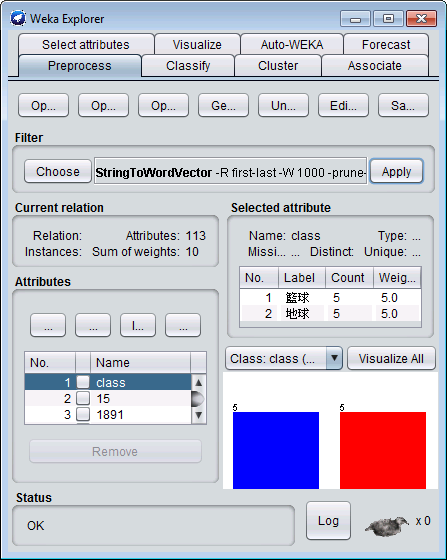 Weka Explorer
Select attributes Visualize Auto-WEKA Forecast
Preprocess Classify Cluster Associate
Op... Op... Op... Ge... Un... Edi... Sa...
Filter
Choose StringToWordVector -R first-last -W 1000 -prune- Apply
Current relation
Relation: Attributes: 113
Instances: Sum of weights: 10
Selected attribute
Name: class Type: ...
Missi... ... Distinct: Unique: ...
No. Label Count Weig...
1 籃球 5 5.0
2 地球 5 5.0
Attributes
... ... I... ...
No. Name
1 class
2 15
3 1891
Remove
Class: class (... Visualize All
5 5
Status
OK
Log
x 0